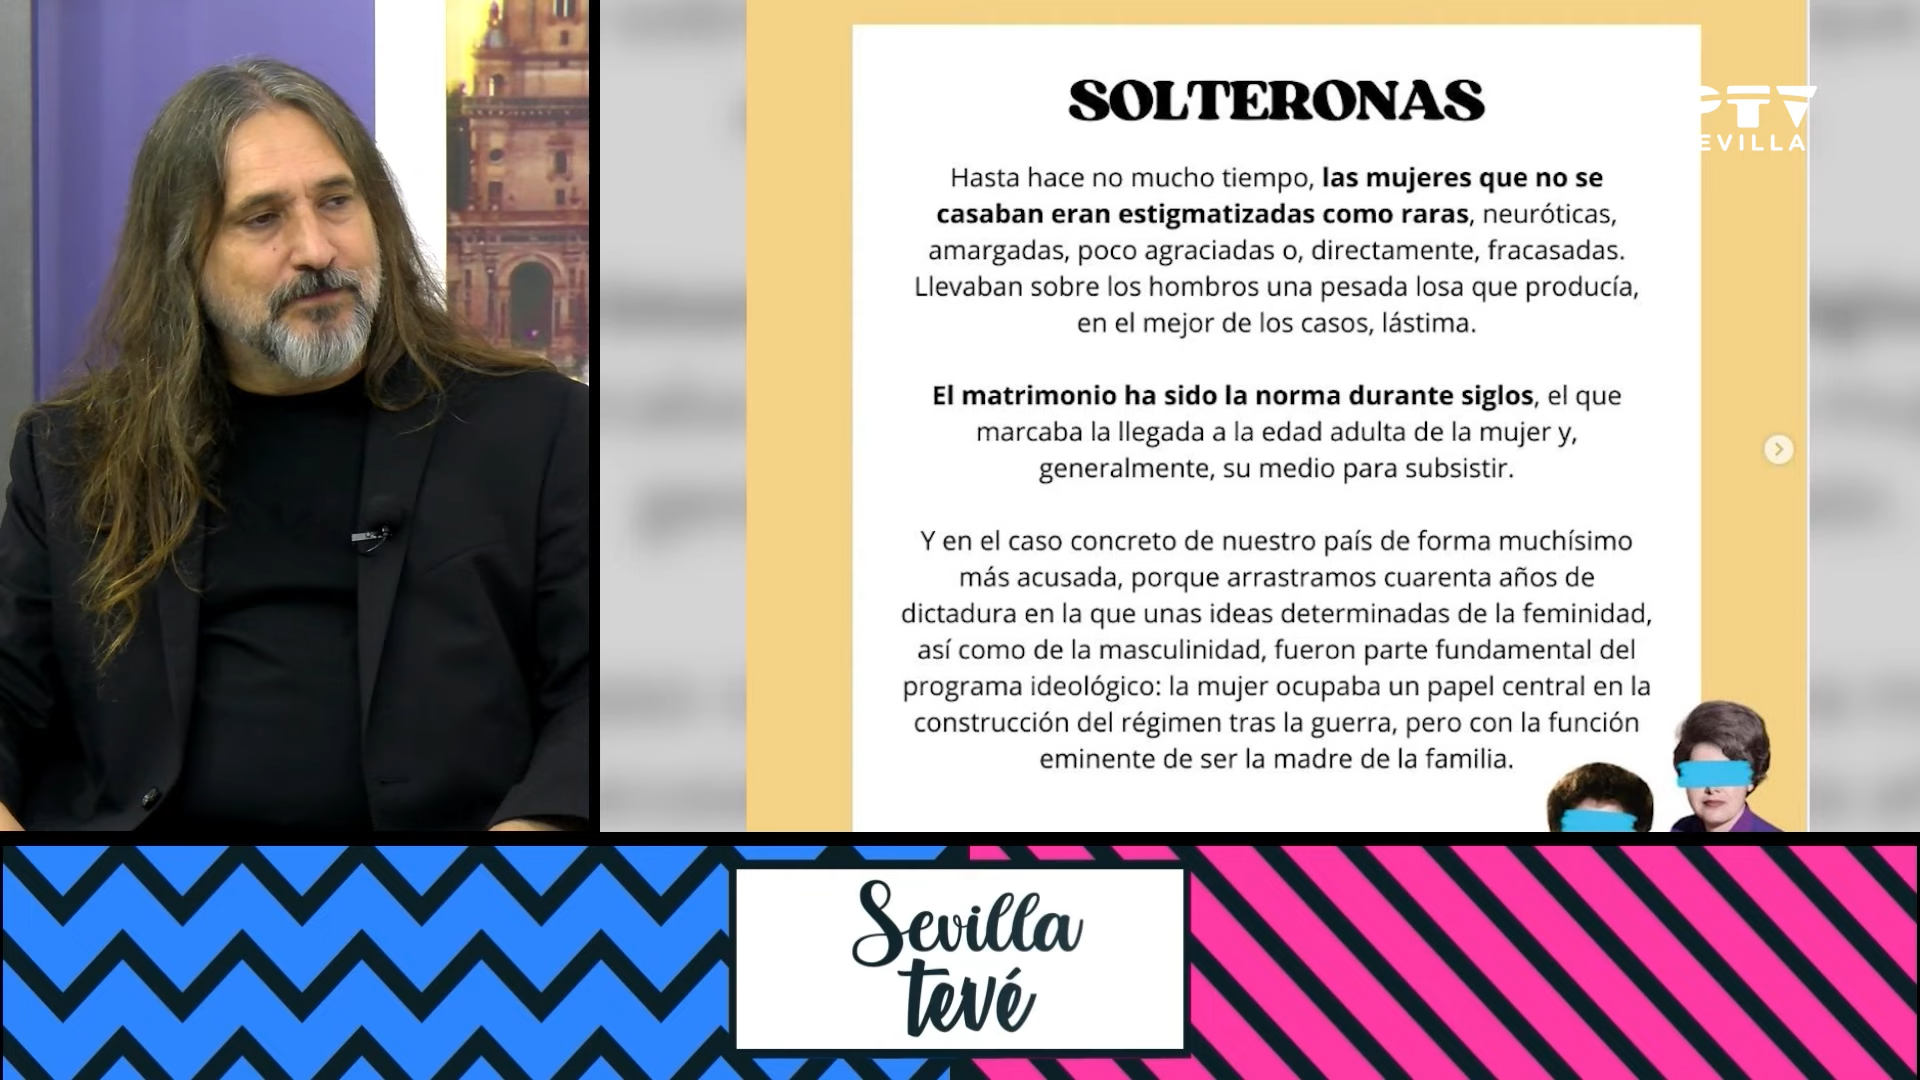 SOLTERONAS
PTV
SEVILLA
Hasta hace no mucho tiempo, las mujeres que no se
casaban eran estigmatizadas como raras, neuróticas,
amargadas, poco agraciadas o, directamente, fracasadas.
Llevaban sobre los hombros una pesada losa que producía,
en el mejor de los casos, lástima.
El matrimonio ha sido la norma durante siglos, el que
marcaba la llegada a la edad adulta de la mujer y,
generalmente, su medio para subsistir.
Y en el caso concreto de nuestro país de forma muchísimo
más acusada, porque arrastramos cuarenta años de
dictadura en la que unas ideas determinadas de la feminidad,
así como de la masculinidad, fueron parte fundamental del
programa ideológico: la mujer ocupaba un papel central en la
construcción del régimen tras la guerra, pero con la función
eminente de ser la madre de la familia.
Sevilla
tevé